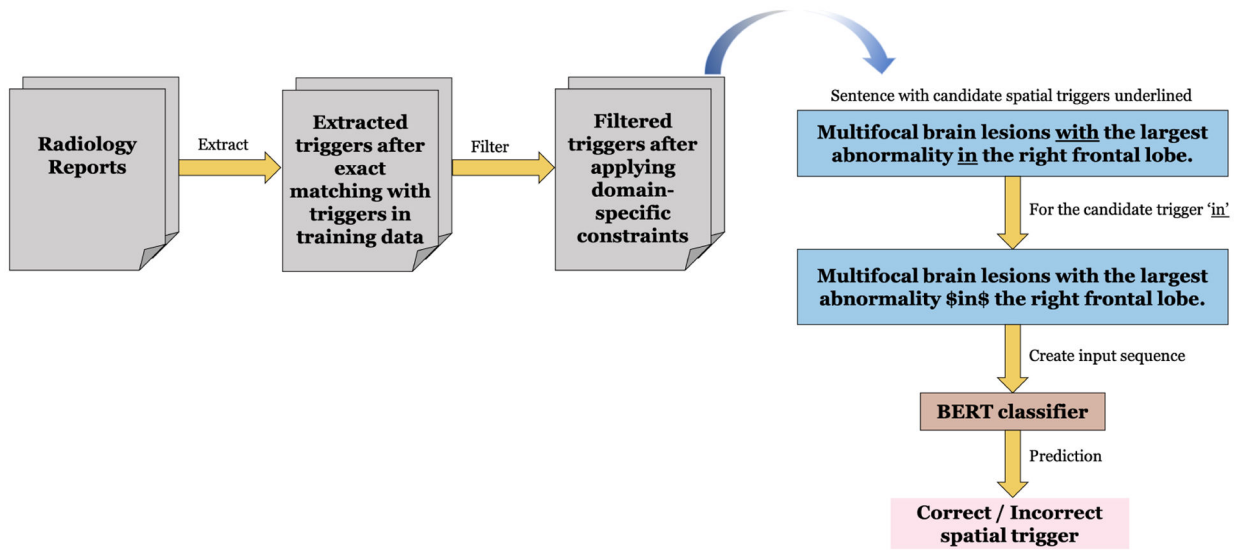 Radiology
Reports
Extract
Extracted
triggers after
exact
matching with
triggers in
training data
Filter
Filtered
triggers after
applying
domain-
specific
constraints
Sentence with candidate spatial triggers underlined
Multifocal brain lesions with the largest
abnormality in the right frontal lobe.
For the candidate trigger ‘in’
Multifocal brain lesions with the largest
abnormality $in$ the right frontal lobe.
Create input sequence
BERT classifier
Prediction
Correct / Incorrect
spatial trigger